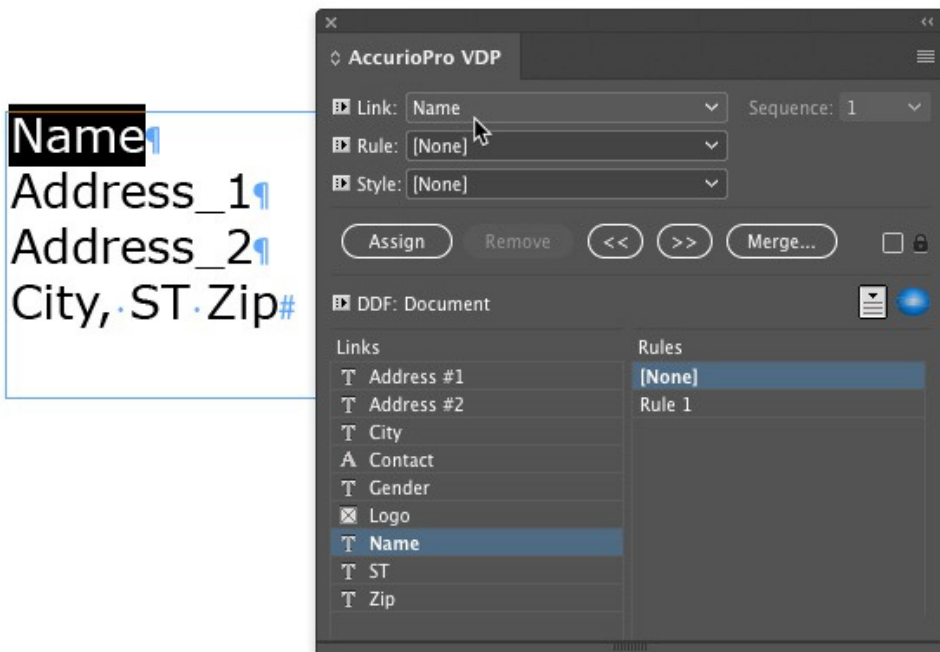 Name¶
Address_1¶
Address_2¶
City,·ST·Zip#
AccurioPro VDP
Link: Name Sequence: 1
Rule: [None]
Style: [None]
Assign Remove << >> Merge...
DDF: Document
Links Rules
T Address #1 [None]
T Address #2 Rule 1
T City
A Contact
T Gender
Logo
T Name
T ST
T Zip